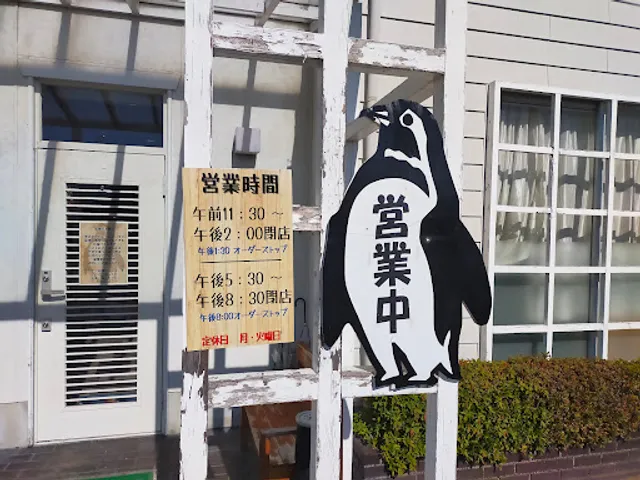 営業時間
午前11：30～
午後2：00閉店
午後1:30 オーダーストップ
午後5：30～
午後8：30閉店
午後8:00オーダーストップ
定休日 月・火曜日
営業中